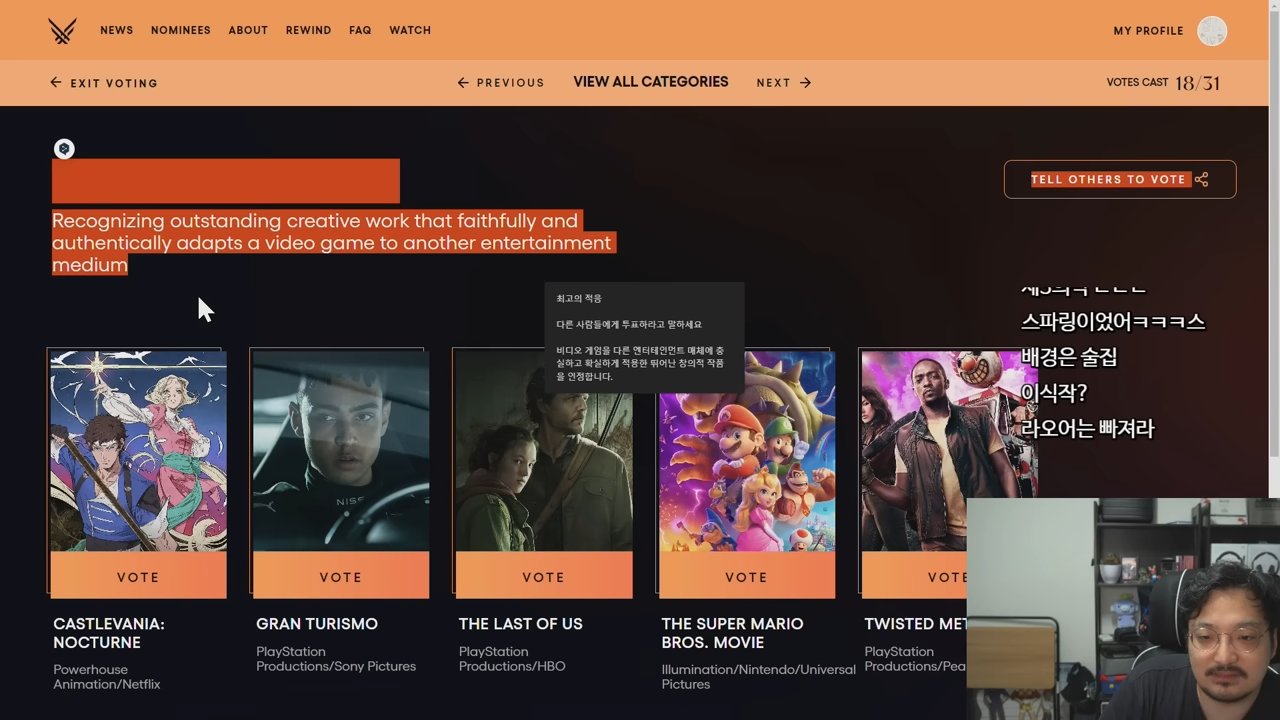 NEWS NOMINEES ABOUT REWIND FAQ WATCH
MY PROFILE
EXIT VOTING
PREVIOUS
VIEW ALL CATEGORIES
NEXT
VOTES CAST 18/31
TELL OTHERS TO VOTE
Recognizing outstanding creative work that faithfully and
authentically adapts a video game to another entertainment
medium
최고의 적응
다른 사람들에게 투표하라고 말하세요
비디오 게임을 다른 엔터테인먼트 매체에 충
실하고 확실하게 적용한 뛰어난 창의적 작품
을 인정합니다.
스파링이었어ㅋㅋㅋ스
배경은 술집
이식작?
라오어는 빠져라
NISS
VOTE
VOTE
VOTE
VOTE
VOTE
CASTLEVANIA:
NOCTURNE
Powerhouse
Animation/Netflix
GRAN TURISMO
PlayStation
Productions/Sony Pictures
THE LAST OF US
PlayStation
Productions/HBO
THE SUPER MARIO
BROS. MOVIE
Illumination/Nintendo/Universal
Pictures
TWISTED MET
PlayStation
Productions/Pea